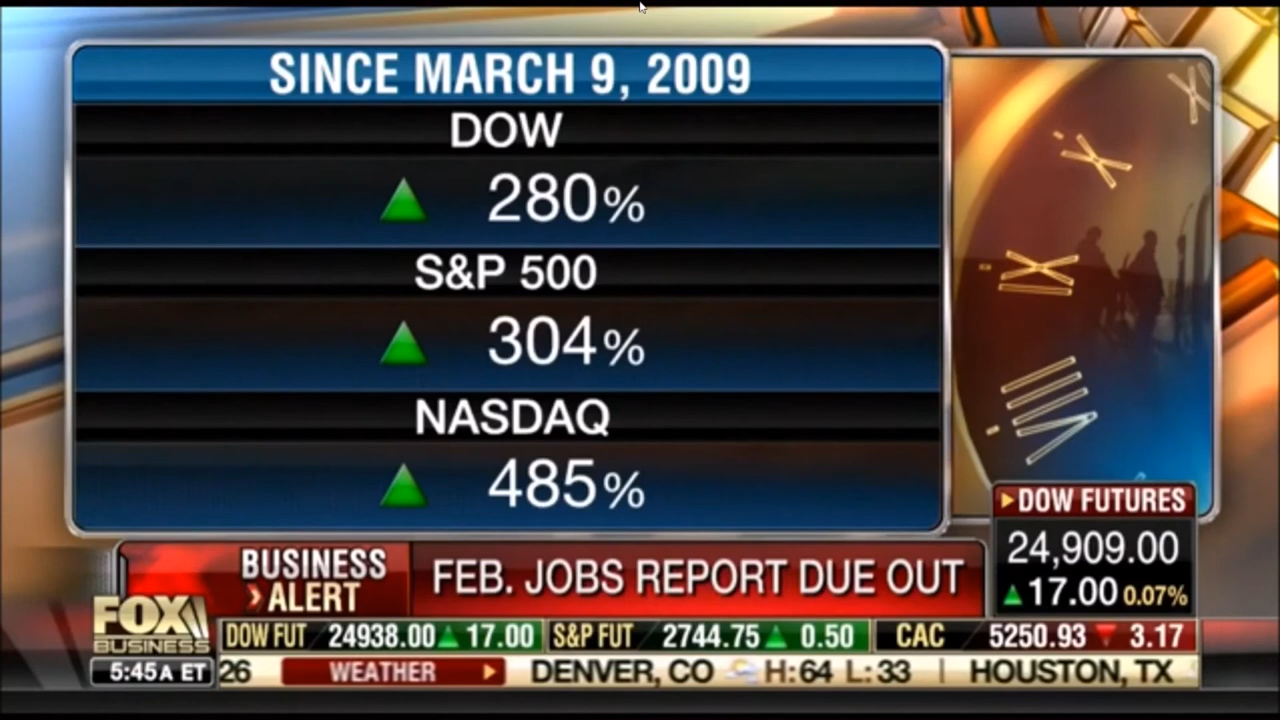 SINCE MARCH 9, 2009
DOW
▲ 280%
S&P 500
▲ 304%
NASDAQ
▲ 485%
DOW FUTURES
24,909.00
▲ 17.00 0.07%
BUSINESS ALERT
FEB. JOBS REPORT DUE OUT
FOX BUSINESS
DOW FUT 24938.00 ▲ 17.00 S&P FUT 2744.75 ▲ 0.50 CAC 5250.93 ▼ 3.17
5:45A ET 26 WEATHER DENVER, CO H:64 L:33 | HOUSTON, TX
X
IX
IIIV